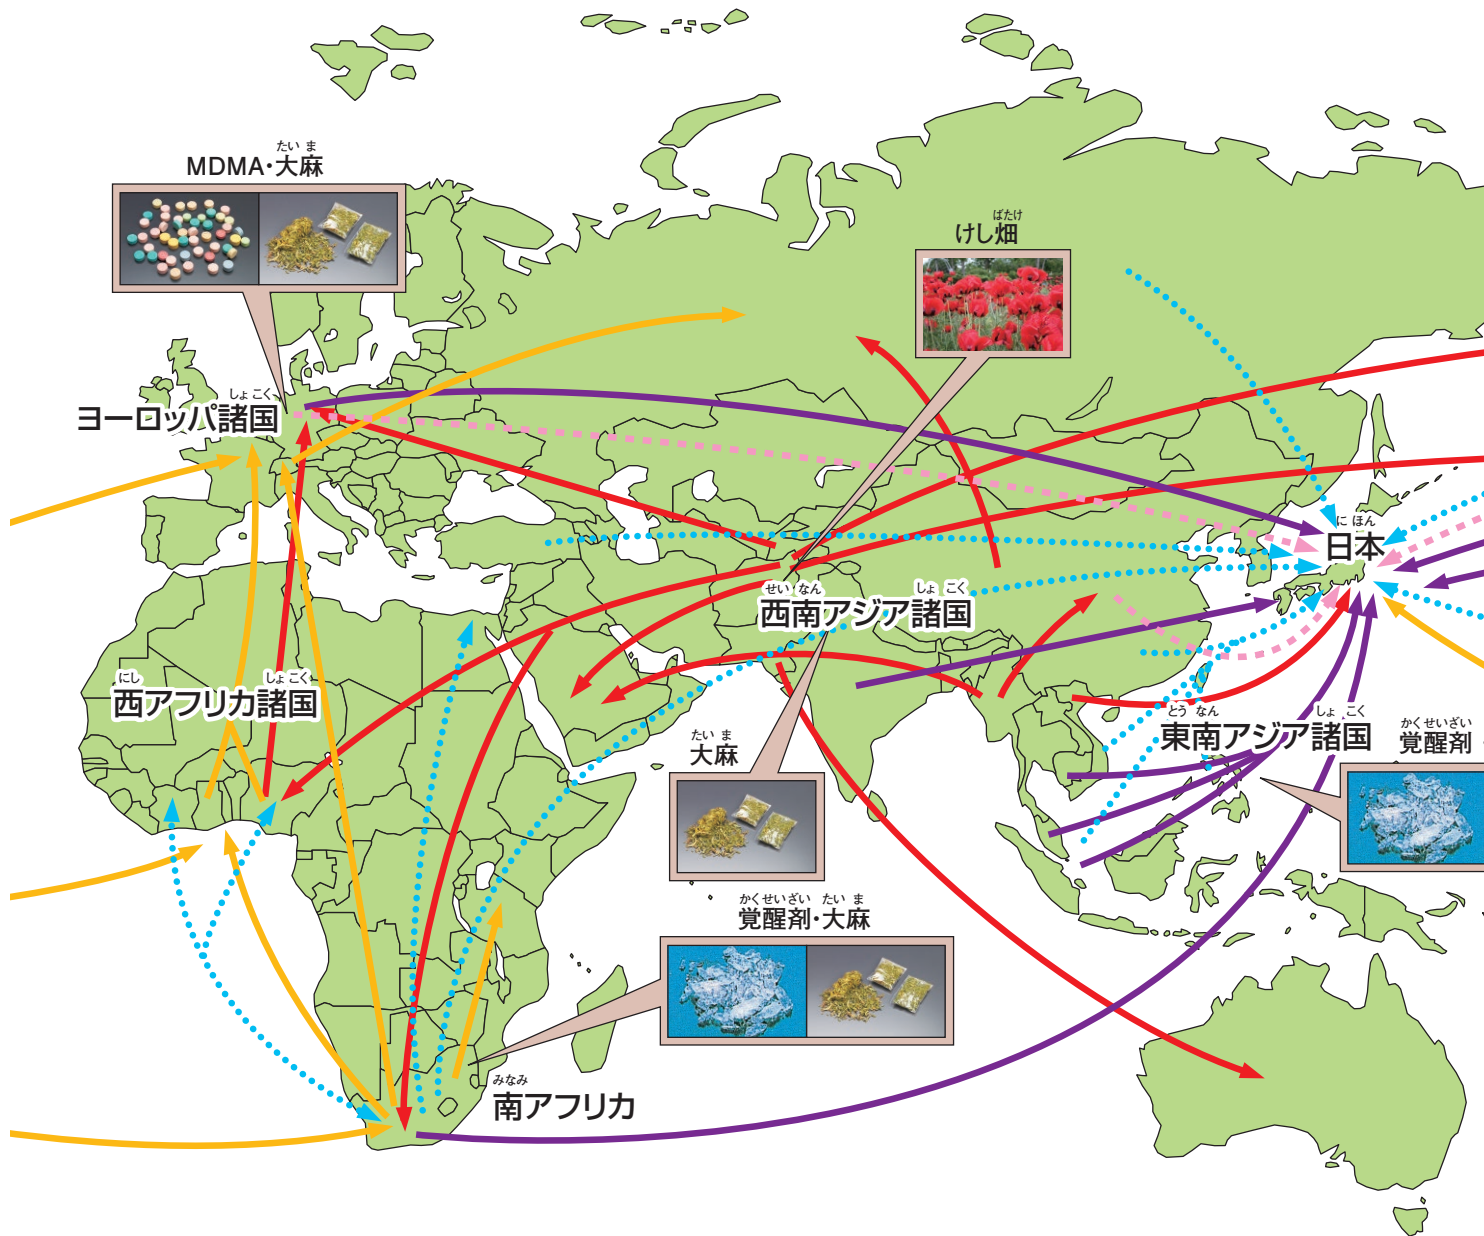 たい ま
MDMA・大麻
ばたけ
けし畑
しょ こく
ヨーロッパ諸国
に ほん
日本
せい なん しょ こく
西南アジア諸国
にし しょ こく
西アフリカ諸国
とう なん しょ こく
東南アジア諸国
かくせいざい
覚醒剤・
たい ま
大麻
かくせいざい たい ま
覚醒剤・大麻
みなみ
南アフリカ